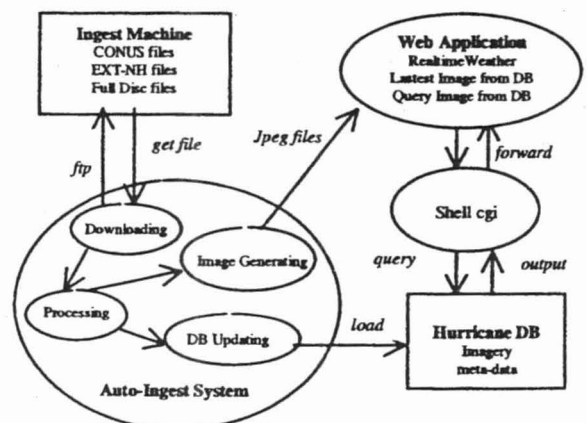 Ingest Machine
CONUS files
EXT-NH files
Full Disc files
Web Application
RealtimeWeather
Lastest Image from DB
Query Image from DB
ftp
get file
Jpeg files
forward
Downloading
Image Generating
Shell cgi
Processing
query
output
DB Updating
load
Hurricane DB
Imagery
meta-data
Auto-Ingest System